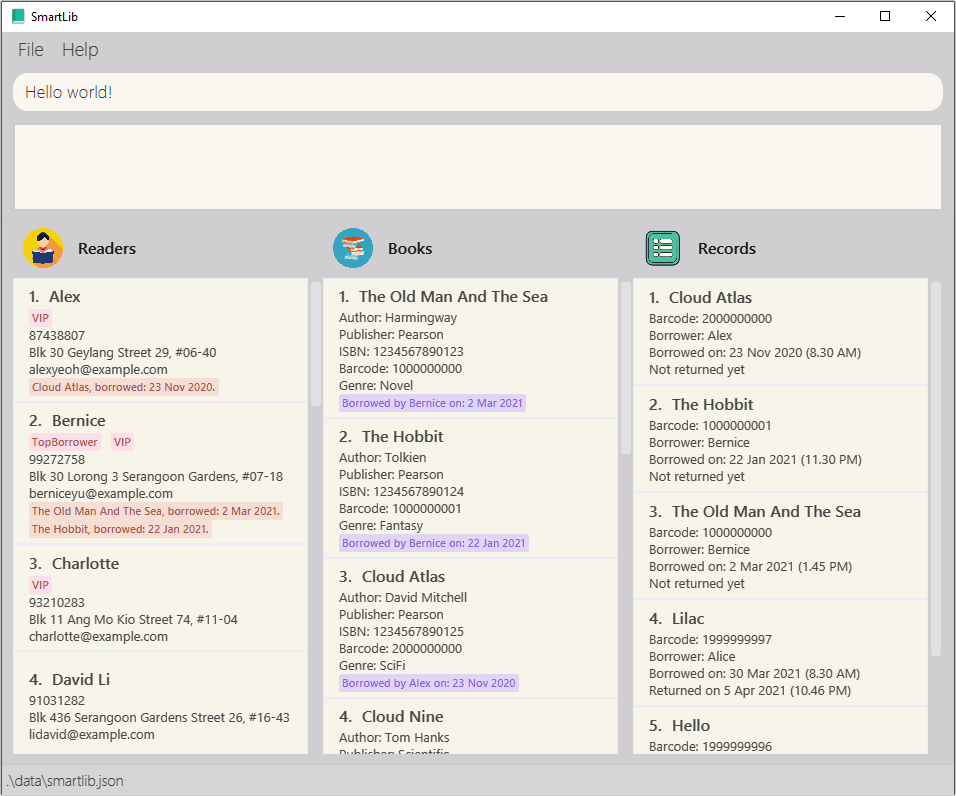 SmartLib
File Help
Hello world!
Readers
1. Alex
VIP
87438807
Blk 30 Geylang Street 29, #06-40
alexyeoh@example.com
Cloud Atlas, borrowed: 23 Nov 2020.
2. Bernice
TopBorrower VIP
99272758
Blk 30 Lorong 3 Serangoon Gardens, #07-18
berniceyu@example.com
The Old Man And The Sea, borrowed: 2 Mar 2021.
The Hobbit, borrowed: 22 Jan 2021.
3. Charlotte
VIP
93210283
Blk 11 Ang Mo Kio Street 74, #11-04
charlotte@example.com
4. David Li
91031282
Blk 436 Serangoon Gardens Street 26, #16-43
lidavid@example.com
Books
1. The Old Man And The Sea
Author: Harmingway
Publisher: Pearson
ISBN: 1234567890123
Barcode: 1000000000
Genre: Novel
Borrowed by Bernice on: 2 Mar 2021
2. The Hobbit
Author: Tolkien
Publisher: Pearson
ISBN: 1234567890124
Barcode: 1000000001
Genre: Fantasy
Borrowed by Bernice on: 22 Jan 2021
3. Cloud Atlas
Author: David Mitchell
Publisher: Pearson
ISBN: 1234567890125
Barcode: 2000000000
Genre: SciFi
Borrowed by Alex on: 23 Nov 2020
4. Cloud Nine
Author: Tom Hanks
Publisher: Scientific
Records
1. Cloud Atlas
Barcode: 2000000000
Borrower: Alex
Borrowed on: 23 Nov 2020 (8.30 AM)
Not returned yet
2. The Hobbit
Barcode: 1000000001
Borrower: Bernice
Borrowed on: 22 Jan 2021 (11.30 PM)
Not returned yet
3. The Old Man And The Sea
Barcode: 1000000000
Borrower: Bernice
Borrowed on: 2 Mar 2021 (1.45 PM)
Not returned yet
4. Lilac
Barcode: 1999999997
Borrower: Alice
Borrowed on: 30 Mar 2021 (8.30 AM)
Returned on 5 Apr 2021 (10.46 PM)
5. Hello
Barcode: 1999999996
.\data\smartlib.json